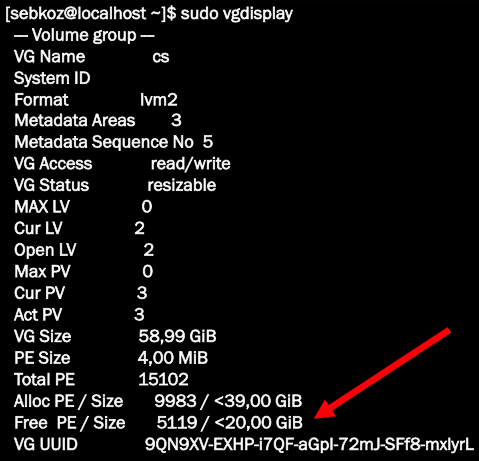 [sebkoz@localhost ~]$ sudo vgdisplay
— Volume group —
VG Name cs
System ID
Format lvm2
Metadata Areas 3
Metadata Sequence No 5
VG Access read/write
VG Status resizable
MAX LV 0
Cur LV 2
Open LV 2
Max PV 0
Cur PV 3
Act PV 3
VG Size 58,99 GiB
PE Size 4,00 MiB
Total PE 15102
Alloc PE / Size 9983 / <39,00 GiB
Free PE / Size 5119 / <20,00 GiB
VG UUID 9QN9XV-EXHP-i7QF-aGpI-72mJ-SFf8-mxIyrL